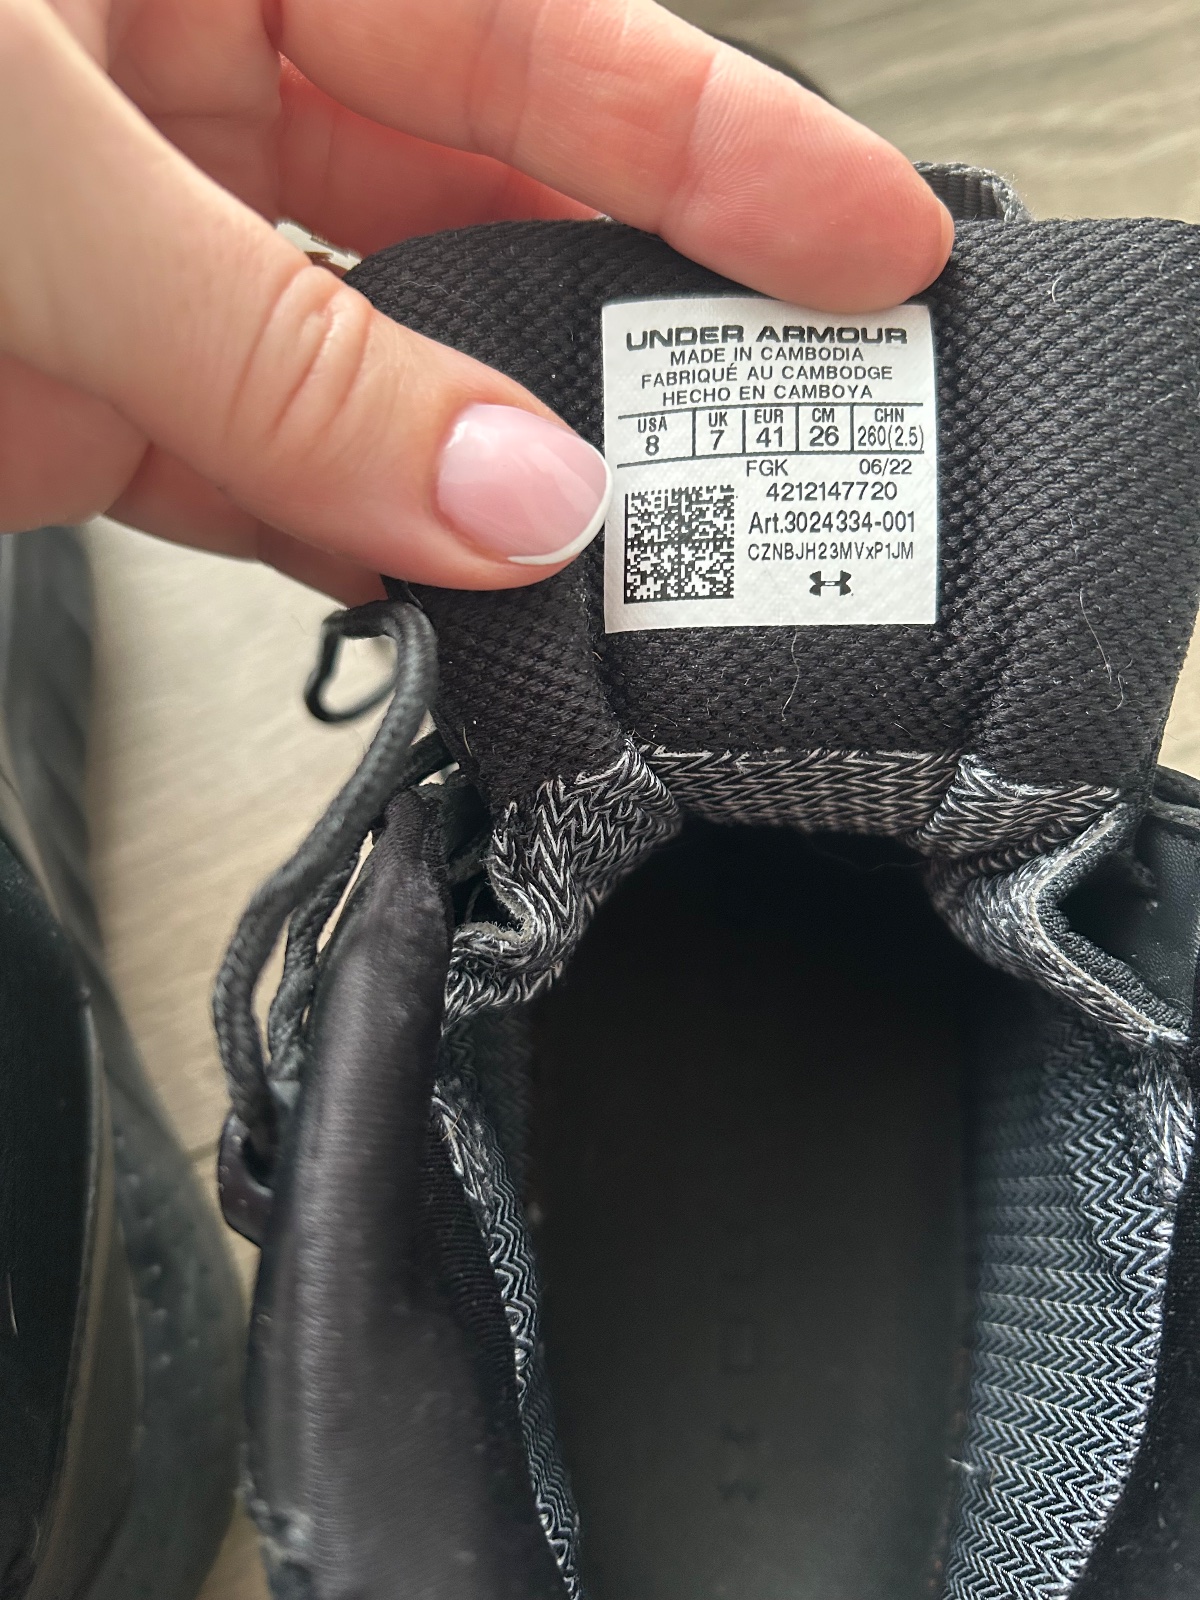 UNDER ARMOUR
MADE IN CAMBODIA
FABRIQUÉ AU CAMBODGE
HECHO EN CAMBOYA
USA UK EUR CM CHN
8 7 41 26 260(2.5)
FGK 06/22
4212147720
Art.3024334-001
CZNBJH23MVxP1JM